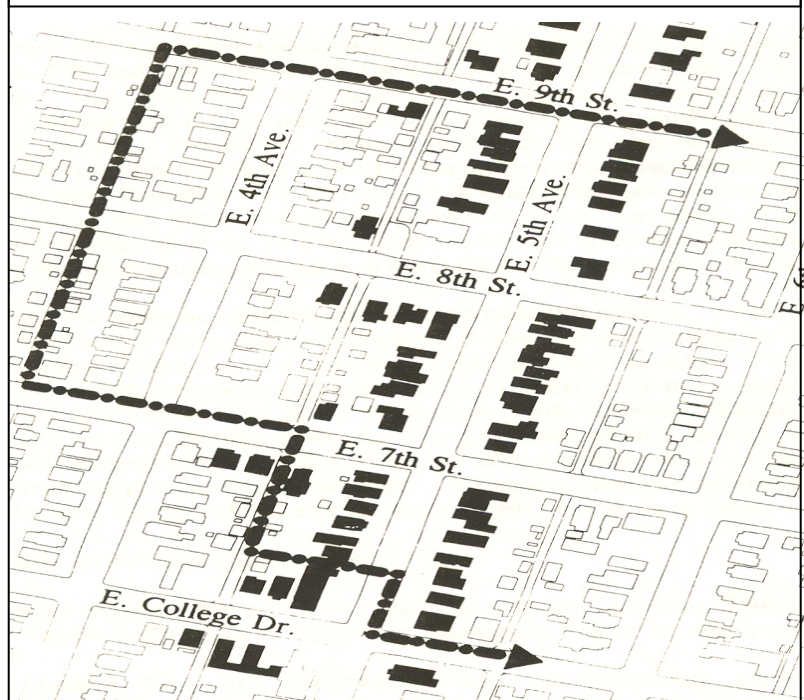 E. 9th St.
E. 4th Ave.
E. 5th Ave.
E. 8th St.
E. 7th St.
E. College Dr.